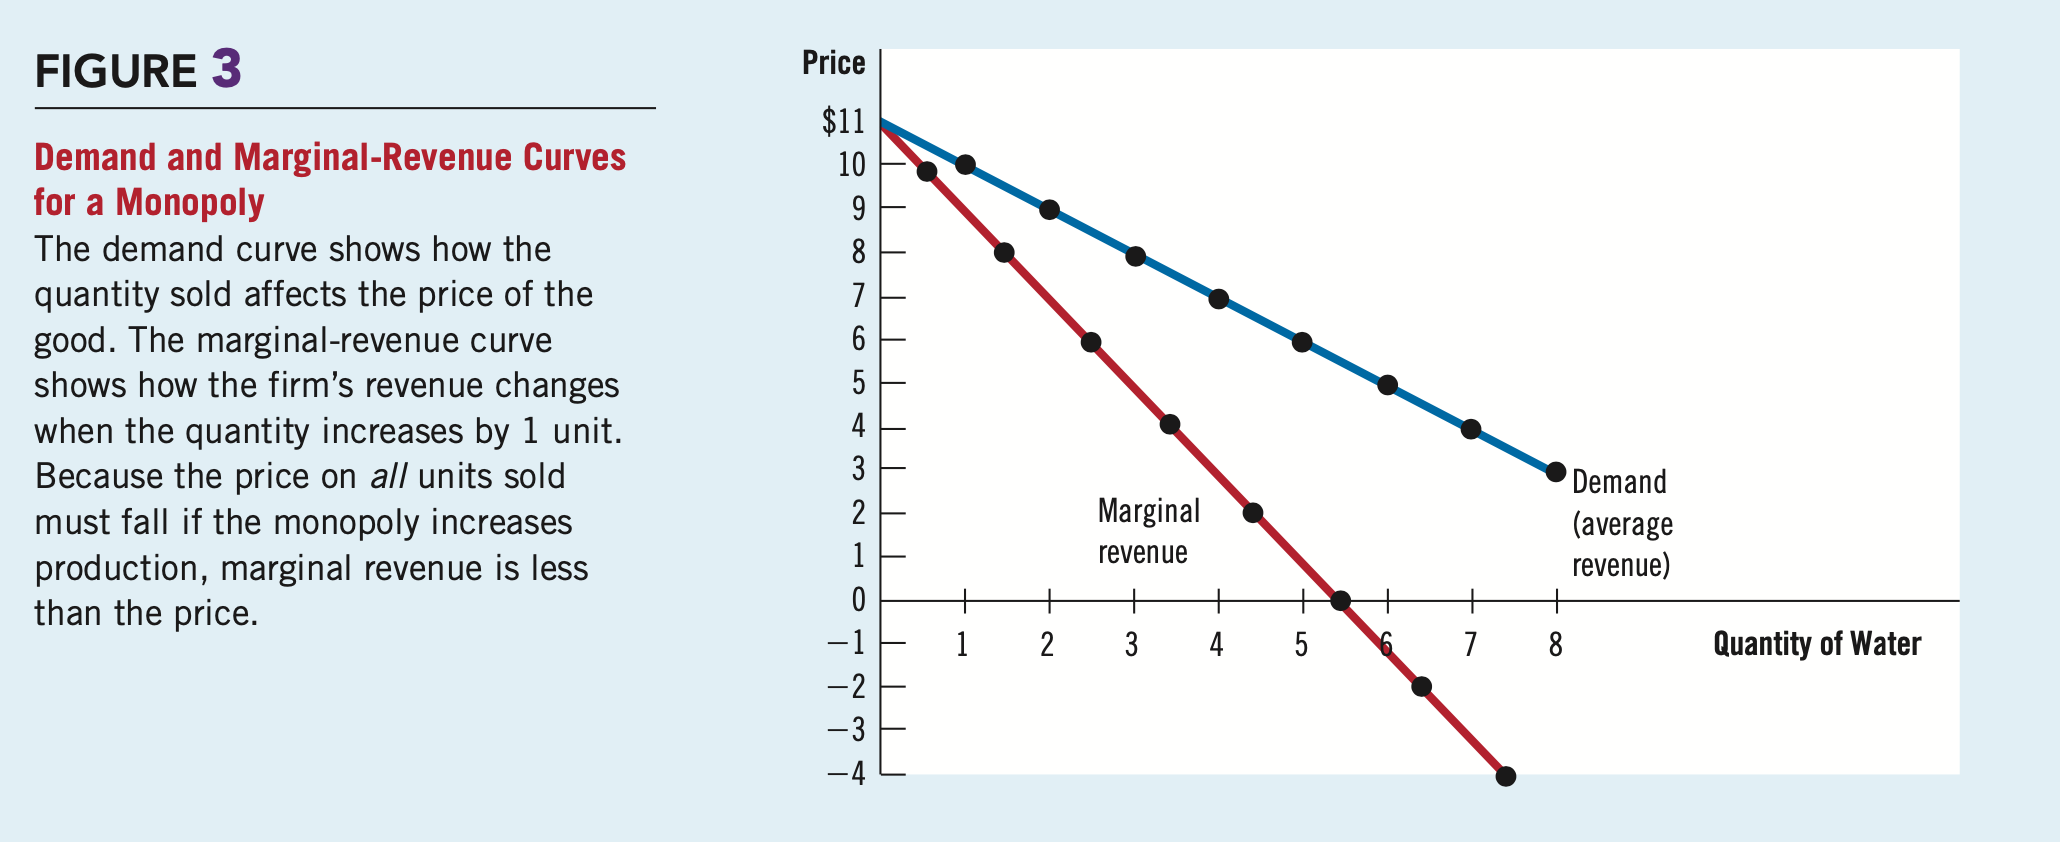 FIGURE 3
Demand and Marginal-Revenue Curves
for a Monopoly
The demand curve shows how the
quantity sold affects the price of the
good. The marginal-revenue curve
shows how the firm's revenue changes
when the quantity increases by 1 unit.
Because the price on all units sold
must fall if the monopoly increases
production, marginal revenue is less
than the price.
Price
$11
10
9
8
7
6
5
4
3
2
1
0
–1
–2
–3
–4
Marginal
revenue
Demand
(average
revenue)
1 2 3 4 5 6 7 8
Quantity of Water